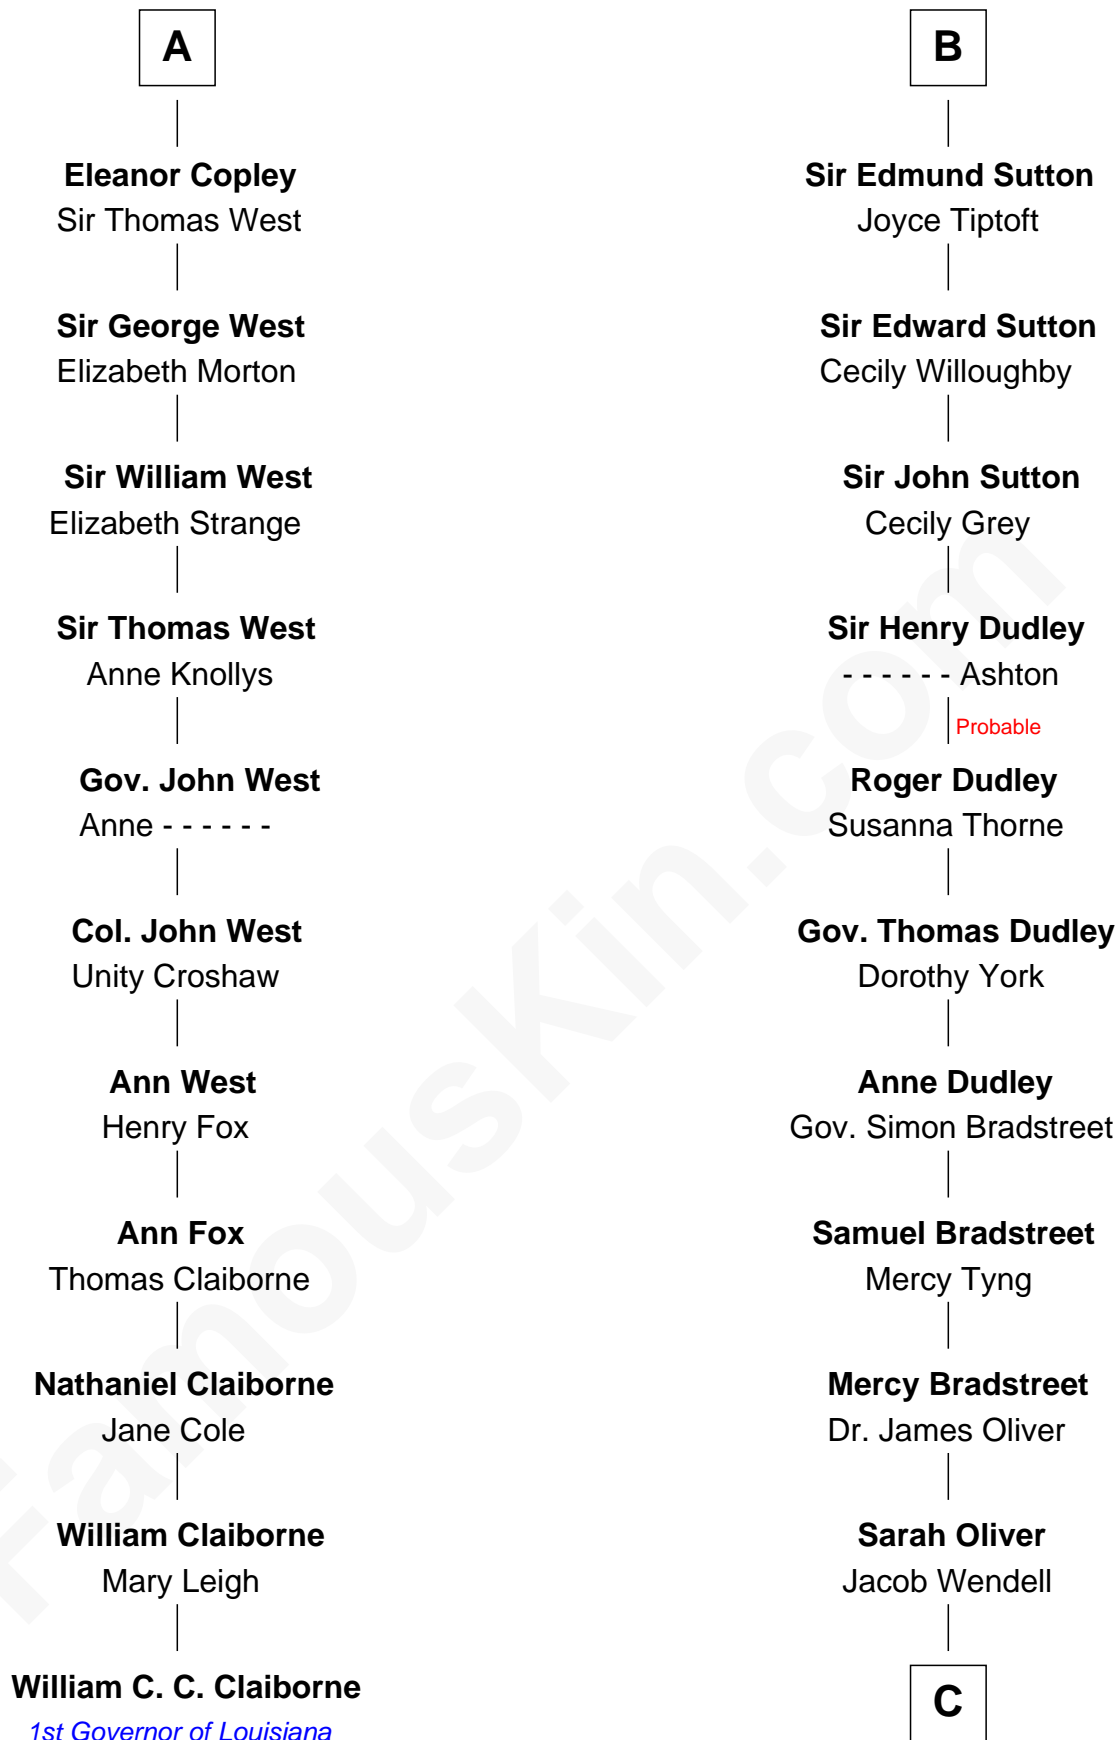 A
Eleanor Copley
Sir Thomas West
Sir George West
Elizabeth Morton
Sir William West
Elizabeth Strange
Sir Thomas West
Anne Knollys
Gov. John West
Anne - - - - - -
Col. John West
Unity Croshaw
Ann West
Henry Fox
Ann Fox
Thomas Claiborne
Nathaniel Claiborne
Jane Cole
William Claiborne
Mary Leigh
William C. C. Claiborne
1st Governor of Louisiana
B
Sir Edmund Sutton
Joyce Tiptoft
Sir Edward Sutton
Cecily Willoughby
Sir John Sutton
Cecily Grey
Sir Henry Dudley
- - - - - - Ashton
Probable
Roger Dudley
Susanna Thorne
Gov. Thomas Dudley
Dorothy York
Anne Dudley
Gov. Simon Bradstreet
Samuel Bradstreet
Mercy Tyng
Mercy Bradstreet
Dr. James Oliver
Sarah Oliver
Jacob Wendell
C
FamousKin.com